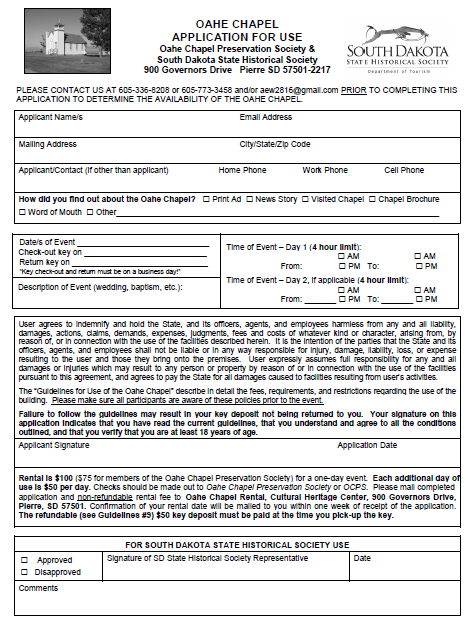 OAHE CHAPEL
APPLICATION FOR USE
Oahe Chapel Preservation Society &
South Dakota State Historical Society
900 Governors Drive Pierre SD 57501-2217
SOUTH DAKOTA
STATE HISTORICAL SOCIETY
Department of Tourism
PLEASE CONTACT US AT 605-336-8208 or 605-773-3458 and/or aew2816@gmail.com PRIOR TO COMPLETING THIS
APPLICATION TO DETERMINE THE AVAILABILITY OF THE OAHE CHAPEL.
Applicant Name/s Email Address
Mailing Address City/State/Zip Code
Applicant/Contact (If other than applicant) Home Phone Work Phone Cell Phone
How did you find out about the Oahe Chapel? ☐ Print Ad ☐ News Story ☐ Visited Chapel ☐ Chapel Brochure
☐ Word of Mouth ☐ Other
Date/s of Event
Check-out key on
Return key on
*Key check-out and return must be on a business day!*
Description of Event (wedding, baptism, etc.):
Time of Event – Day 1 (4 hour limit):
☐ AM ☐ AM
From: ☐ PM To: ☐ PM
Time of Event – Day 2, if applicable (4 hour limit):
☐ AM ☐ AM
From: ☐ PM To: ☐ PM
User agrees to indemnify and hold the State, and its officers, agents, and employees harmless from any and all liability,
damages, actions, claims, demands, expenses, judgments, fees and costs of whatever kind or character, arising from, by
reason of, or in connection with the use of the facilities described herein. It is the intention of the parties that the State and its
officers, agents, and employees shall not be liable or in any way responsible for injury, damage, liability, loss, or expense
resulting to the user and those they bring onto the premises. User expressly assumes full responsibility for any and all
damages or injuries which may result to any person or property by reason of or in connection with the use of the facilities
pursuant to this agreement, and agrees to pay the State for all damages caused to facilities resulting from user's activities.
The "Guidelines for Use of the Oahe Chapel" describe in detail the fees, requirements, and restrictions regarding the use of the
building. Please make sure all participants are aware of these policies prior to the event.
Failure to follow the guidelines may result in your key deposit not being returned to you. Your signature on this
application indicates that you have read the current guidelines, that you understand and agree to all the conditions
outlined, and that you verify that you are at least 18 years of age.
Applicant Signature Application Date
Rental is $100 ($75 for members of the Oahe Chapel Preservation Society) for a one-day event. Each additional day of
use is $50 per day. Checks should be made out to Oahe Chapel Preservation Society or OCPS. Please mail completed
application and non-refundable rental fee to Oahe Chapel Rental, Cultural Heritage Center, 900 Governors Drive,
Pierre, SD 57501. Confirmation of your rental date will be mailed to you within one week of receipt of the application.
The refundable (see Guidelines #9) $50 key deposit must be paid at the time you pick-up the key.
FOR SOUTH DAKOTA STATE HISTORICAL SOCIETY USE
☐ Approved
☐ Disapproved
Signature of SD State Historical Society Representative
Date
Comments